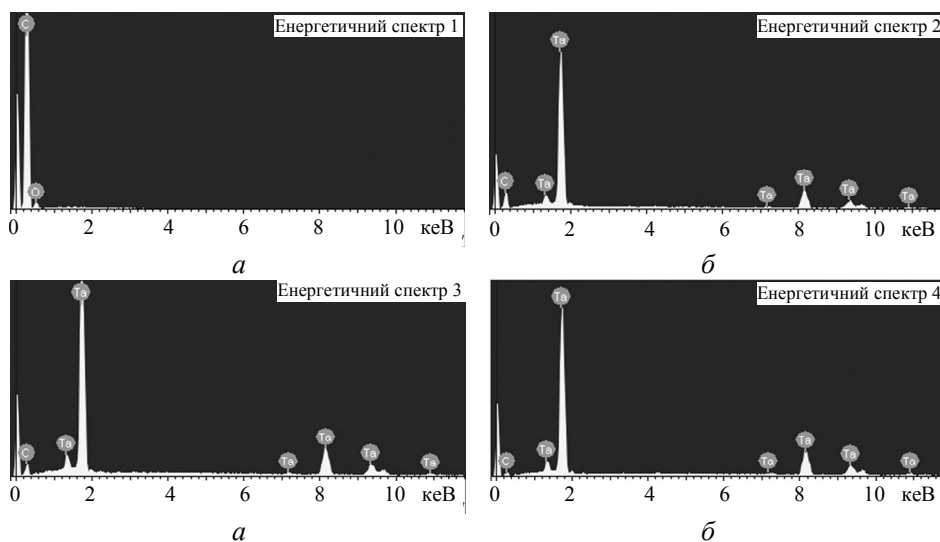 Енергетичний спектр 1
C
O
0 2 4 6 8 10 кеВ
а
Енергетичний спектр 2
Ta
C Ta Ta Ta Ta Ta
0 2 4 6 8 10 кеВ
б
Енергетичний спектр 3
Ta
C Ta Ta Ta Ta Ta
0 2 4 6 8 10 кеВ
а
Енергетичний спектр 4
Ta
C Ta Ta Ta Ta Ta
0 2 4 6 8 10 кеВ
б